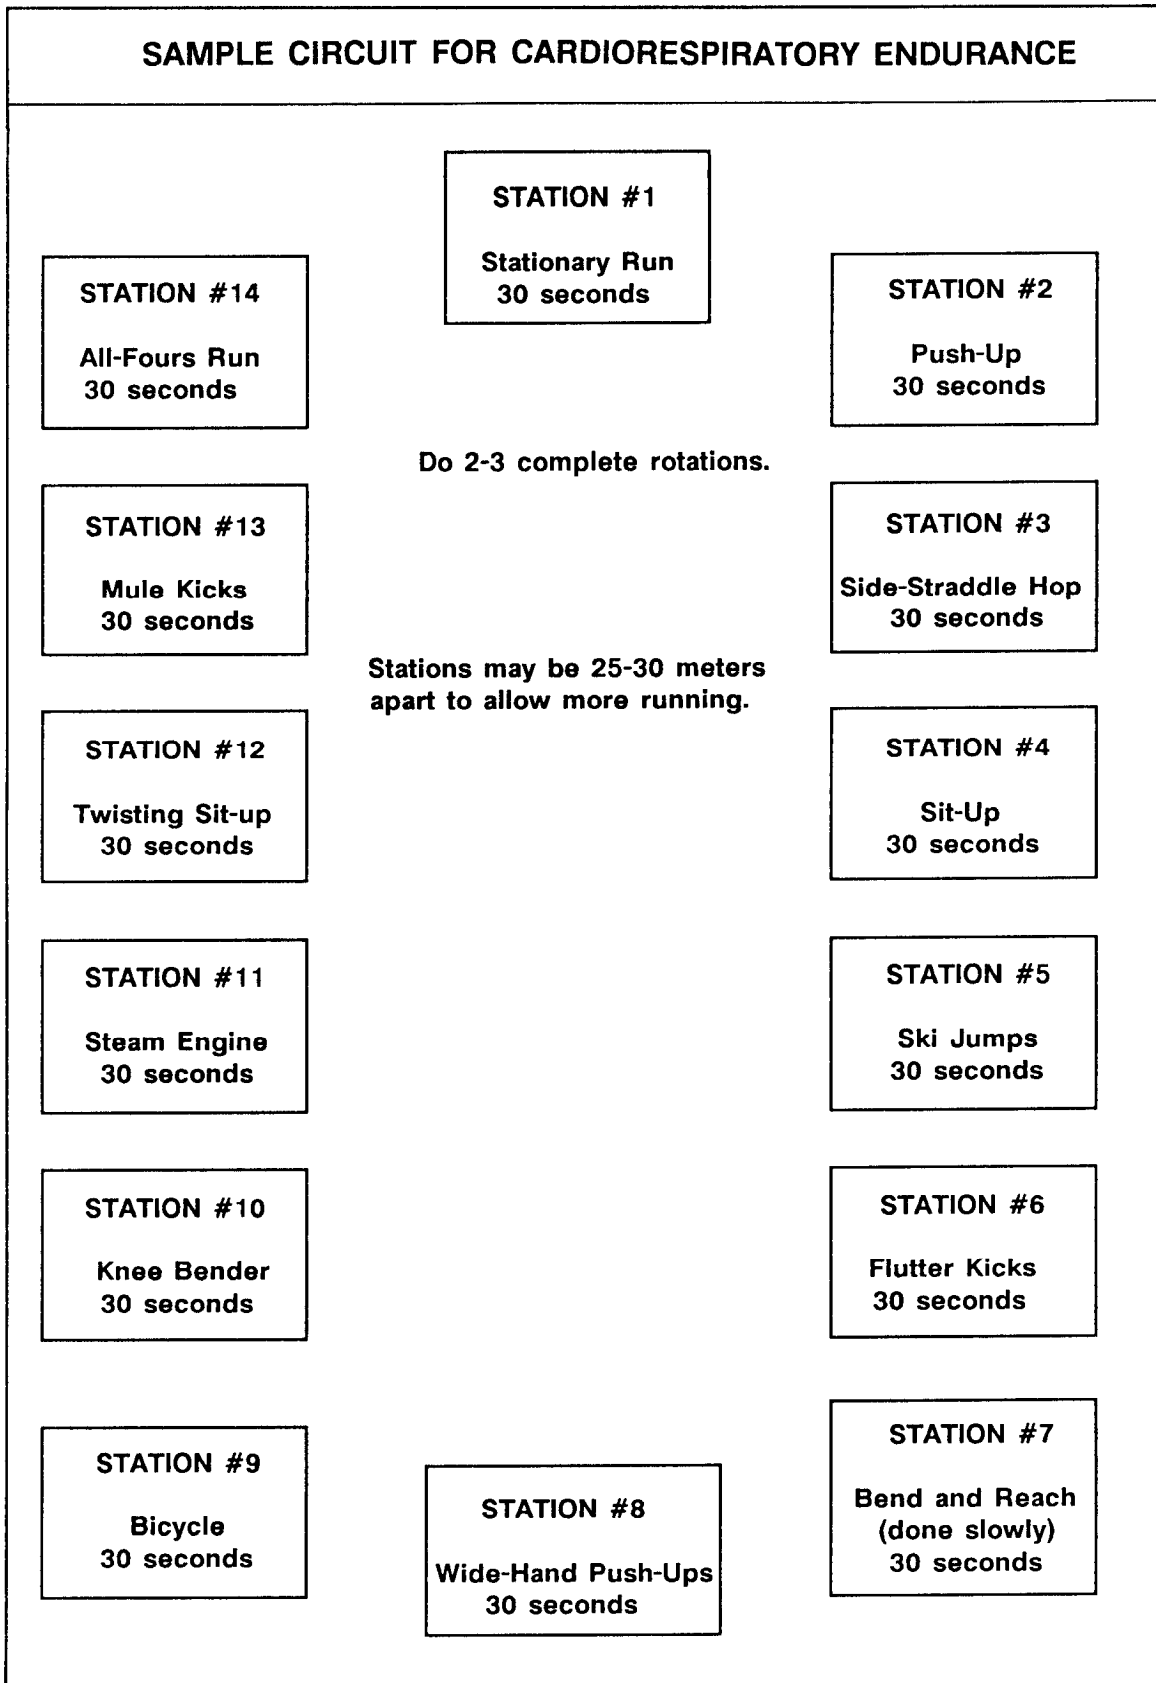 SAMPLE CIRCUIT FOR CARDIORESPIRATORY ENDURANCE
STATION #1
Stationary Run
30 seconds
STATION #2
Push-Up
30 seconds
STATION #3
Side-Straddle Hop
30 seconds
STATION #4
Sit-Up
30 seconds
STATION #5
Ski Jumps
30 seconds
STATION #6
Flutter Kicks
30 seconds
STATION #7
Bend and Reach
(done slowly)
30 seconds
STATION #8
Wide-Hand Push-Ups
30 seconds
STATION #9
Bicycle
30 seconds
STATION #10
Knee Bender
30 seconds
STATION #11
Steam Engine
30 seconds
STATION #12
Twisting Sit-up
30 seconds
STATION #13
Mule Kicks
30 seconds
STATION #14
All-Fours Run
30 seconds
Do 2-3 complete rotations.
Stations may be 25-30 meters
apart to allow more running.